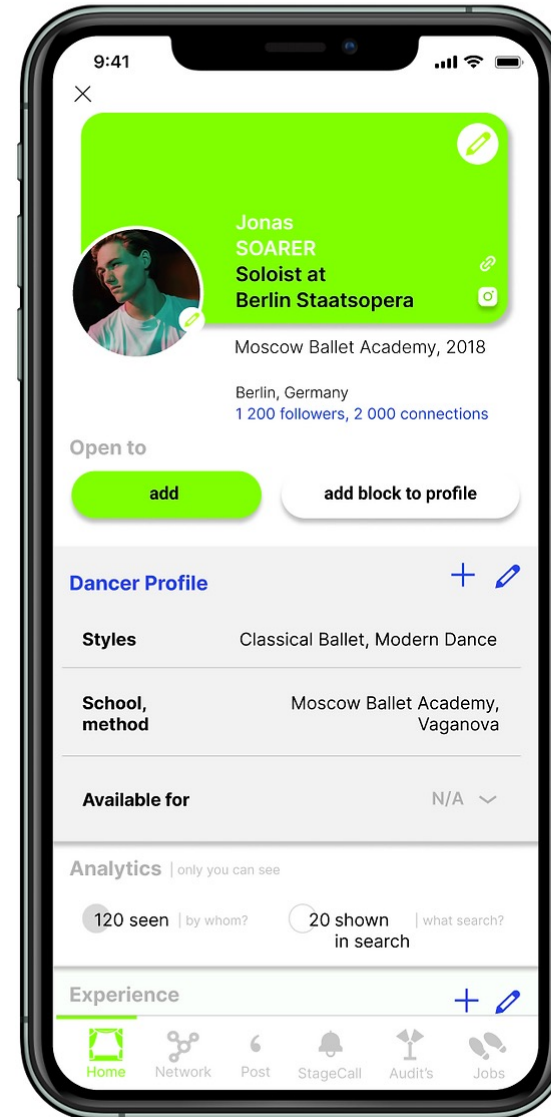 9:41
Jonas
SOARER
Soloist at
Berlin Staatsopera
Moscow Ballet Academy, 2018
Berlin, Germany
1 200 followers, 2 000 connections
Open to
add
add block to profile
Dancer Profile
Styles
Classical Ballet, Modern Dance
School,
method
Moscow Ballet Academy,
Vaganova
Available for
N/A
Analytics | only you can see
120 seen | by whom?
20 shown
in search
| what search?
Experience
Home
Network
Post
StageCall
Audit's
Jobs